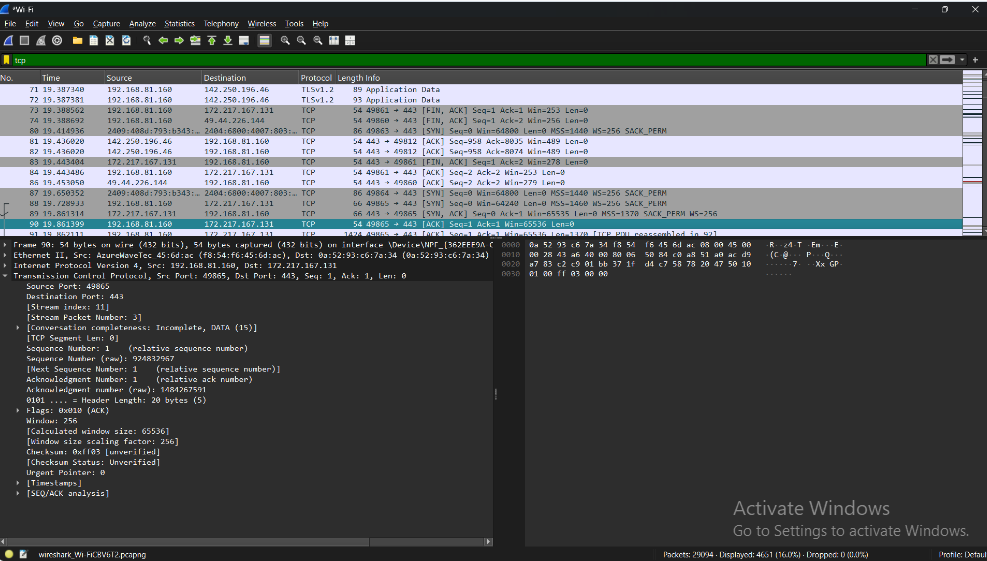 *Wi-Fi
File Edit View Go Capture Analyze Statistics Telephony Wireless Tools Help
tcp
No. Time Source Destination Protocol Length Info
71 19.387340 192.168.81.160 142.250.196.46 TLSv1.2 89 Application Data
72 19.387381 192.168.81.160 142.250.196.46 TLSv1.2 93 Application Data
73 19.388562 192.168.81.160 172.217.167.131 TCP 54 49861 → 443 [FIN, ACK] Seq=1 Ack=1 Win=253 Len=0
74 19.388692 192.168.81.160 49.44.226.144 TCP 54 49860 → 443 [FIN, ACK] Seq=1 Ack=2 Win=256 Len=0
80 19.414936 2409:408d:793:b343:… 2404:6800:4007:803:… TCP 86 49863 → 443 [SYN] Seq=0 Win=64800 Len=0 MSS=1440 WS=256 SACK_PERM
81 19.436020 142.250.196.46 192.168.81.160 TCP 54 443 → 49812 [ACK] Seq=958 Ack=8035 Win=489 Len=0
82 19.436020 142.250.196.46 192.168.81.160 TCP 54 443 → 49812 [ACK] Seq=958 Ack=8074 Win=489 Len=0
83 19.443404 172.217.167.131 192.168.81.160 TCP 54 443 → 49861 [FIN, ACK] Seq=1 Ack=2 Win=278 Len=0
84 19.443486 192.168.81.160 172.217.167.131 TCP 54 49861 → 443 [ACK] Seq=2 Ack=2 Win=253 Len=0
86 19.453050 49.44.226.144 192.168.81.160 TCP 54 443 → 49860 [ACK] Seq=2 Ack=2 Win=279 Len=0
87 19.650352 2409:408d:793:b343:… 2404:6800:4007:803:… TCP 86 49864 → 443 [SYN] Seq=0 Win=64800 Len=0 MSS=1440 WS=256 SACK_PERM
88 19.728933 192.168.81.160 172.217.167.131 TCP 66 49865 → 443 [SYN] Seq=0 Win=64240 Len=0 MSS=1460 WS=256 SACK_PERM
89 19.861314 172.217.167.131 192.168.81.160 TCP 66 443 → 49865 [SYN, ACK] Seq=0 Ack=1 Win=65535 Len=0 MSS=1370 SACK_PERM WS=256
90 19.861399 192.168.81.160 172.217.167.131 TCP 54 49865 → 443 [ACK] Seq=1 Ack=1 Win=65536 Len=0
91 19.862111 192.168.81.160 172.217.167.131 TCP 1424 49865 → 443 [ACK] Seq=1 Ack=1 Win=65536 Len=1370 [TCP PDU reassembled in 92]
Frame 90: 54 bytes on wire (432 bits), 54 bytes captured (432 bits) on interface \Device\NPF_{362EEE9A
Ethernet II, Src: AzureWaveTec 45:6d:ac (f8:54:f6:45:6d:ac), Dst: 0a:52:93:c6:7a:34 (0a:52:93:c6:7a:34)
Internet Protocol Version 4, Src: 192.168.81.160, Dst: 172.217.167.131
Transmission Control Protocol, Src Port: 49865, Dst Port: 443, Seq: 1, Ack: 1, Len: 0
Source Port: 49865
Destination Port: 443
[Stream index: 11]
[Stream Packet Number: 3]
[Conversation completeness: Incomplete, DATA (15)]
[TCP Segment Len: 0]
Sequence Number: 1 (relative sequence number)
Sequence Number (raw): 924832967
[Next Sequence Number: 1 (relative sequence number)]
Acknowledgment Number: 1 (relative ack number)
Acknowledgment number (raw): 1484267591
0101 .... = Header Length: 20 bytes (5)
Flags: 0x010 (ACK)
Window: 256
[Calculated window size: 65536]
[Window size scaling factor: 256]
Checksum: 0xff03 [unverified]
[Checksum Status: Unverified]
Urgent Pointer: 0
[Timestamps]
[SEQ/ACK analysis]
0000 0a 52 93 c6 7a 34 f8 54 f6 45 6d ac 08 00 45 00 ·R··z4·T ·Em···E·
0010 00 28 43 a6 40 00 80 06 50 84 c0 a8 51 a0 ac d9 ·(C·@··· P···Q···
0020 a7 83 c2 c9 01 bb 37 1f d4 c7 58 78 20 47 50 10 ······7· ··Xx GP·
0030 01 00 ff 03 00 00 ······
Activate Windows
Go to Settings to activate Windows.
wireshark_Wi-FiCBV6T2.pcapng
Packets: 29094 · Displayed: 4651 (16.0%) · Dropped: 0 (0.0%)
Profile: Defaul